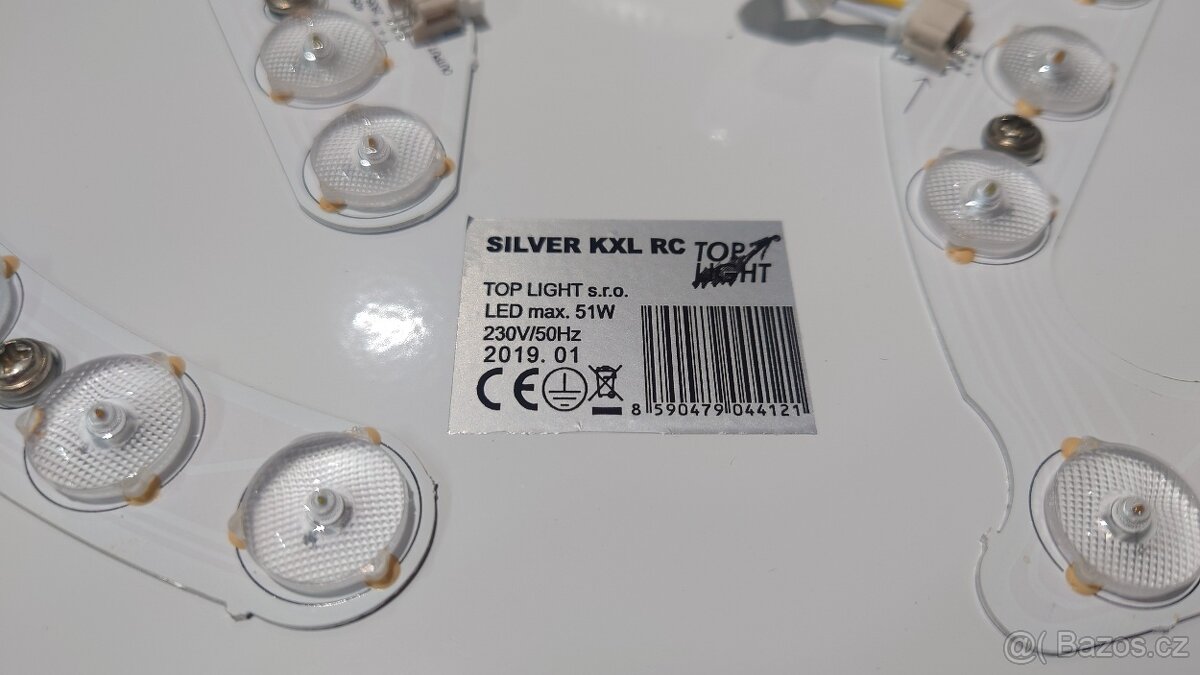 SILVER KXL RC
TOP
LIGHT
TOP LIGHT s.r.o.
LED max. 51W
230V/50Hz
2019. 01
CE
8 590479 044121
@( Bazos.cz